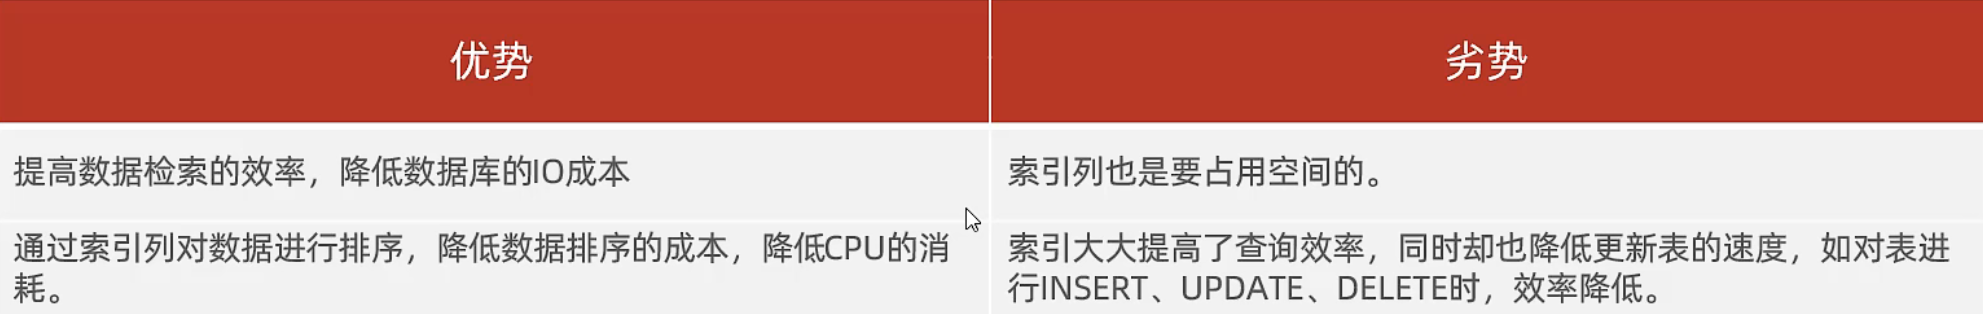 优势
劣势
提高数据检索的效率，降低数据库的IO成本
索引列也是要占用空间的。
通过索引列对数据进行排序，降低数据排序的成本，降低CPU的消
耗。
索引大大提高了查询效率，同时却也降低更新表的速度，如对表进
行INSERT、UPDATE、DELETE时，效率降低。